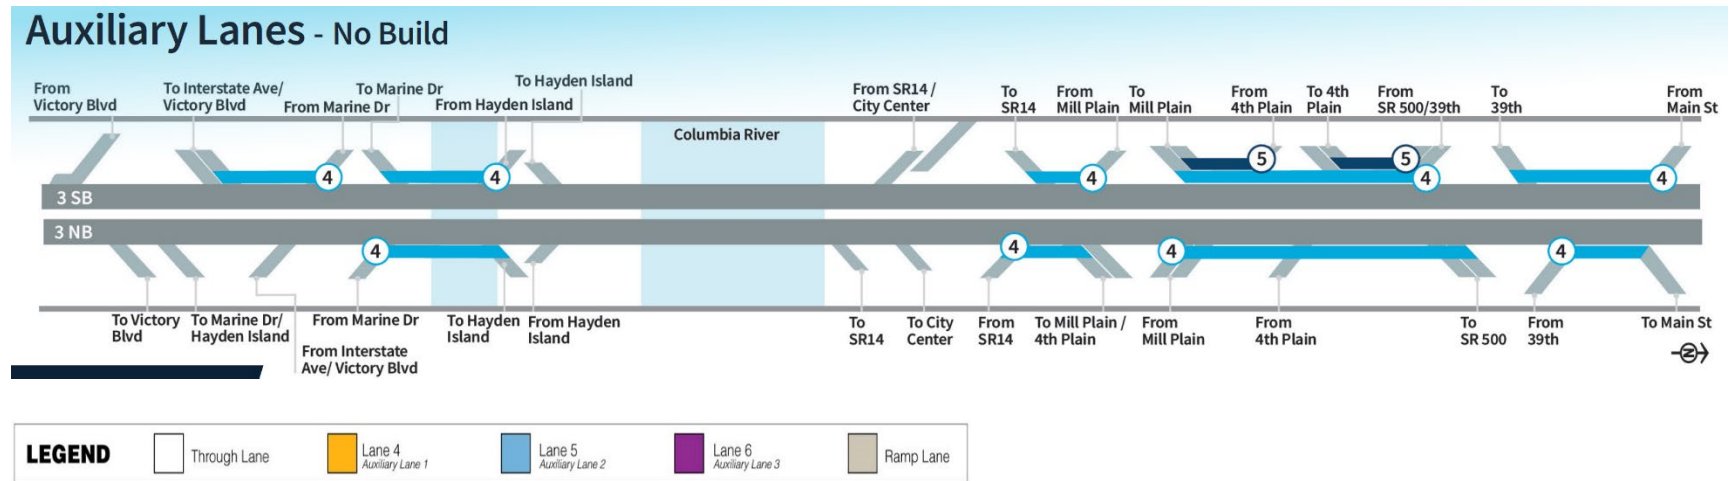 Auxiliary Lanes - No Build
From
Victory Blvd
To Interstate Ave/
Victory Blvd
From Marine Dr
To Marine Dr
From Hayden Island
To Hayden Island
From SR14 /
City Center
To
SR14
From
Mill Plain
To
Mill Plain
From
4th Plain
To 4th
Plain
From
SR 500/39th
To
39th
From
Main St
Columbia River
4
4
4
5
5
4
4
3 SB
3 NB
4
4
4
4
To Victory
Blvd
To Marine Dr/
Hayden Island
From Interstate
Ave/ Victory Blvd
From Marine Dr
To Hayden
Island
From Hayden
Island
To
SR14
To City
Center
From
SR14
To Mill Plain /
4th Plain
From
Mill Plain
From
4th Plain
To
SR 500
From
39th
To Main St
N
LEGEND
Through Lane
Lane 4
Auxiliary Lane 1
Lane 5
Auxiliary Lane 2
Lane 6
Auxiliary Lane 3
Ramp Lane